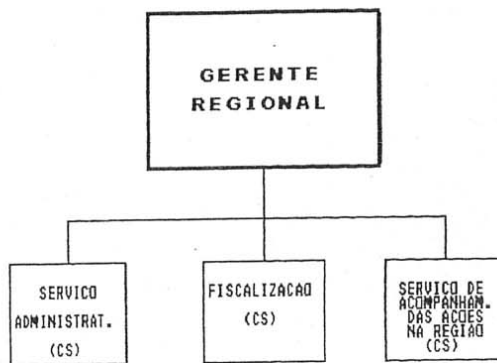 GERENTE
REGIONAL
SERVICO
ADMINISTRAT.
(CS)
FISCALIZACAO
(CS)
SERVICO DE
ACOMPANHAM.
DAS ACOES
NA REGIAO
(CS)